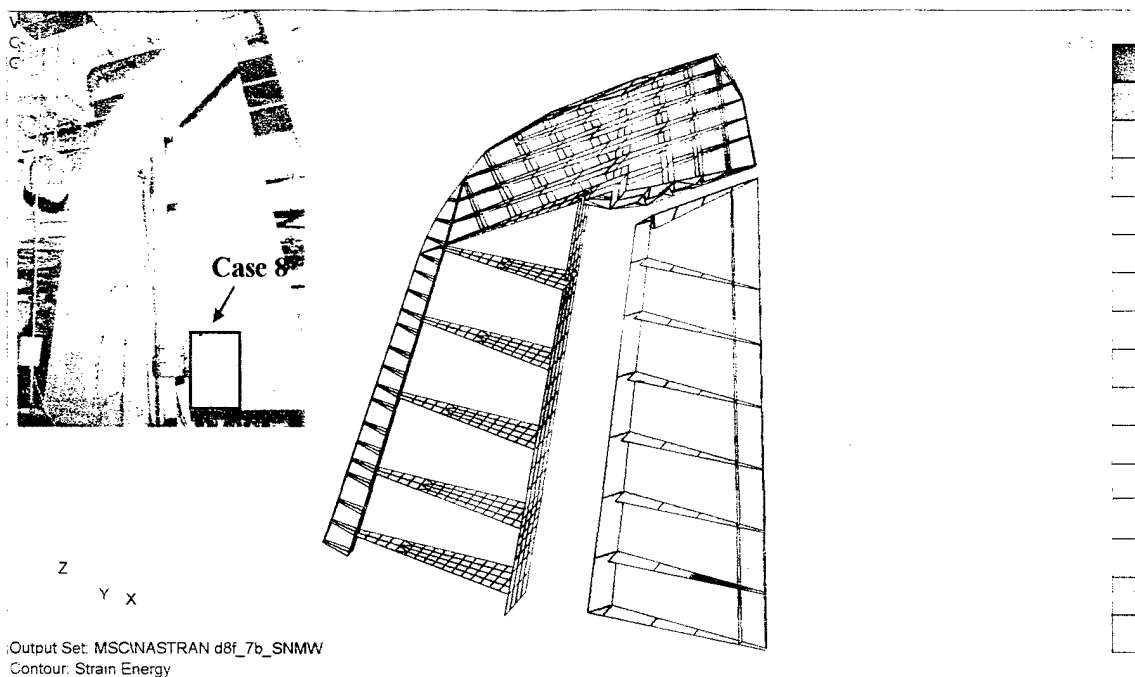 V
Case 8
Z
Y X
Output Set: MSC\NASTRAN d8f_7b_SNMW
Contour: Strain Energy